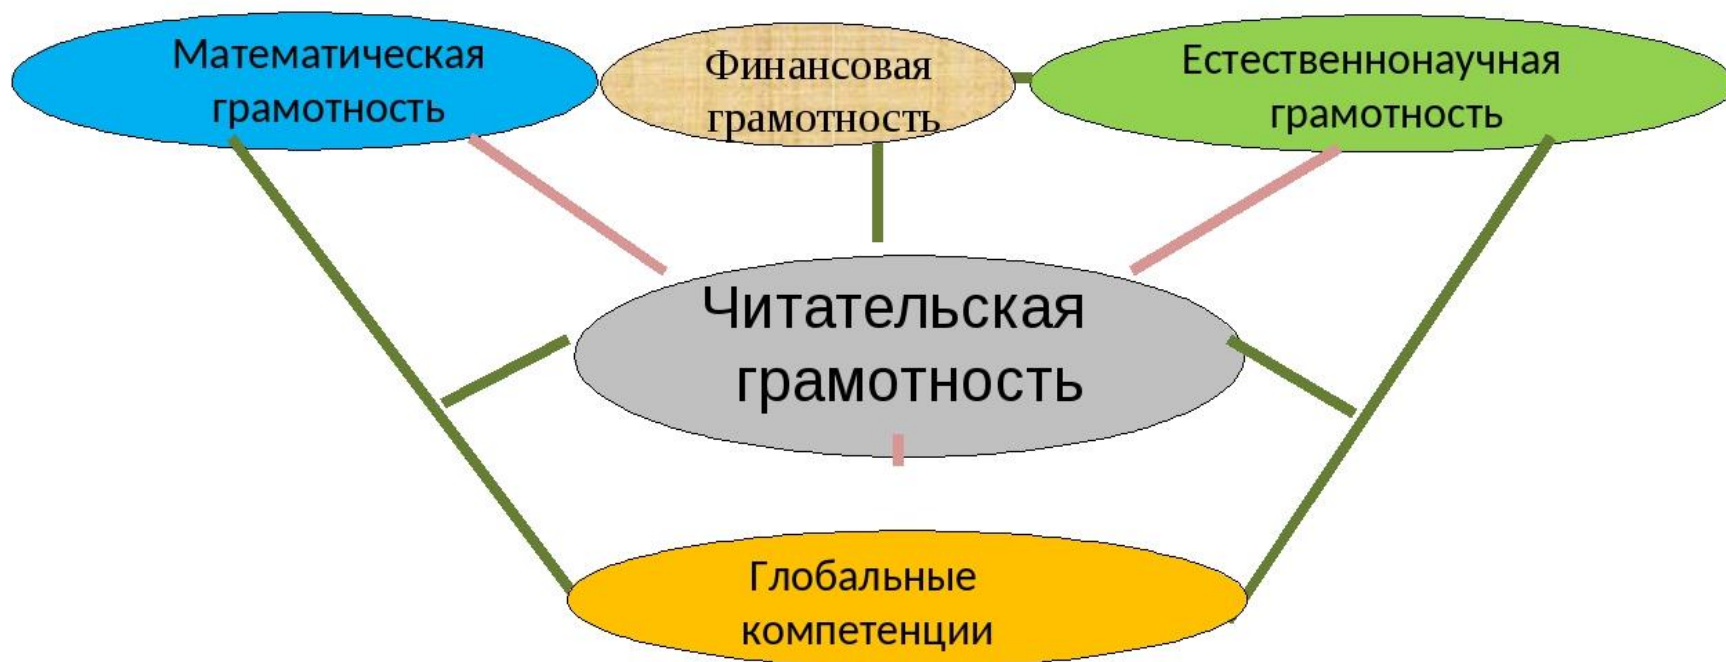 Математическая
грамотность
Финансовая
грамотность
Естественнонаучная
грамотность
Читательская
грамотность
Глобальные
компетенции